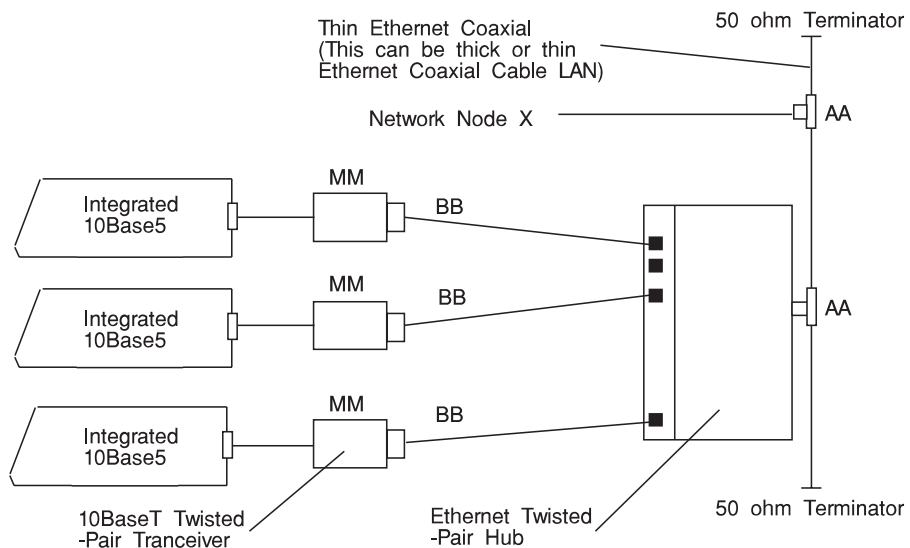 50 ohm Terminator
Thin Ethernet Coaxial
(This can be thick or thin
Ethernet Coaxial Cable LAN)
Network Node X
AA
MM
BB
Integrated
10Base5
MM
BB
Integrated
10Base5
AA
MM
BB
Integrated
10Base5
10BaseT Twisted
-Pair Tranceiver
Ethernet Twisted
-Pair Hub
50 ohm Terminator